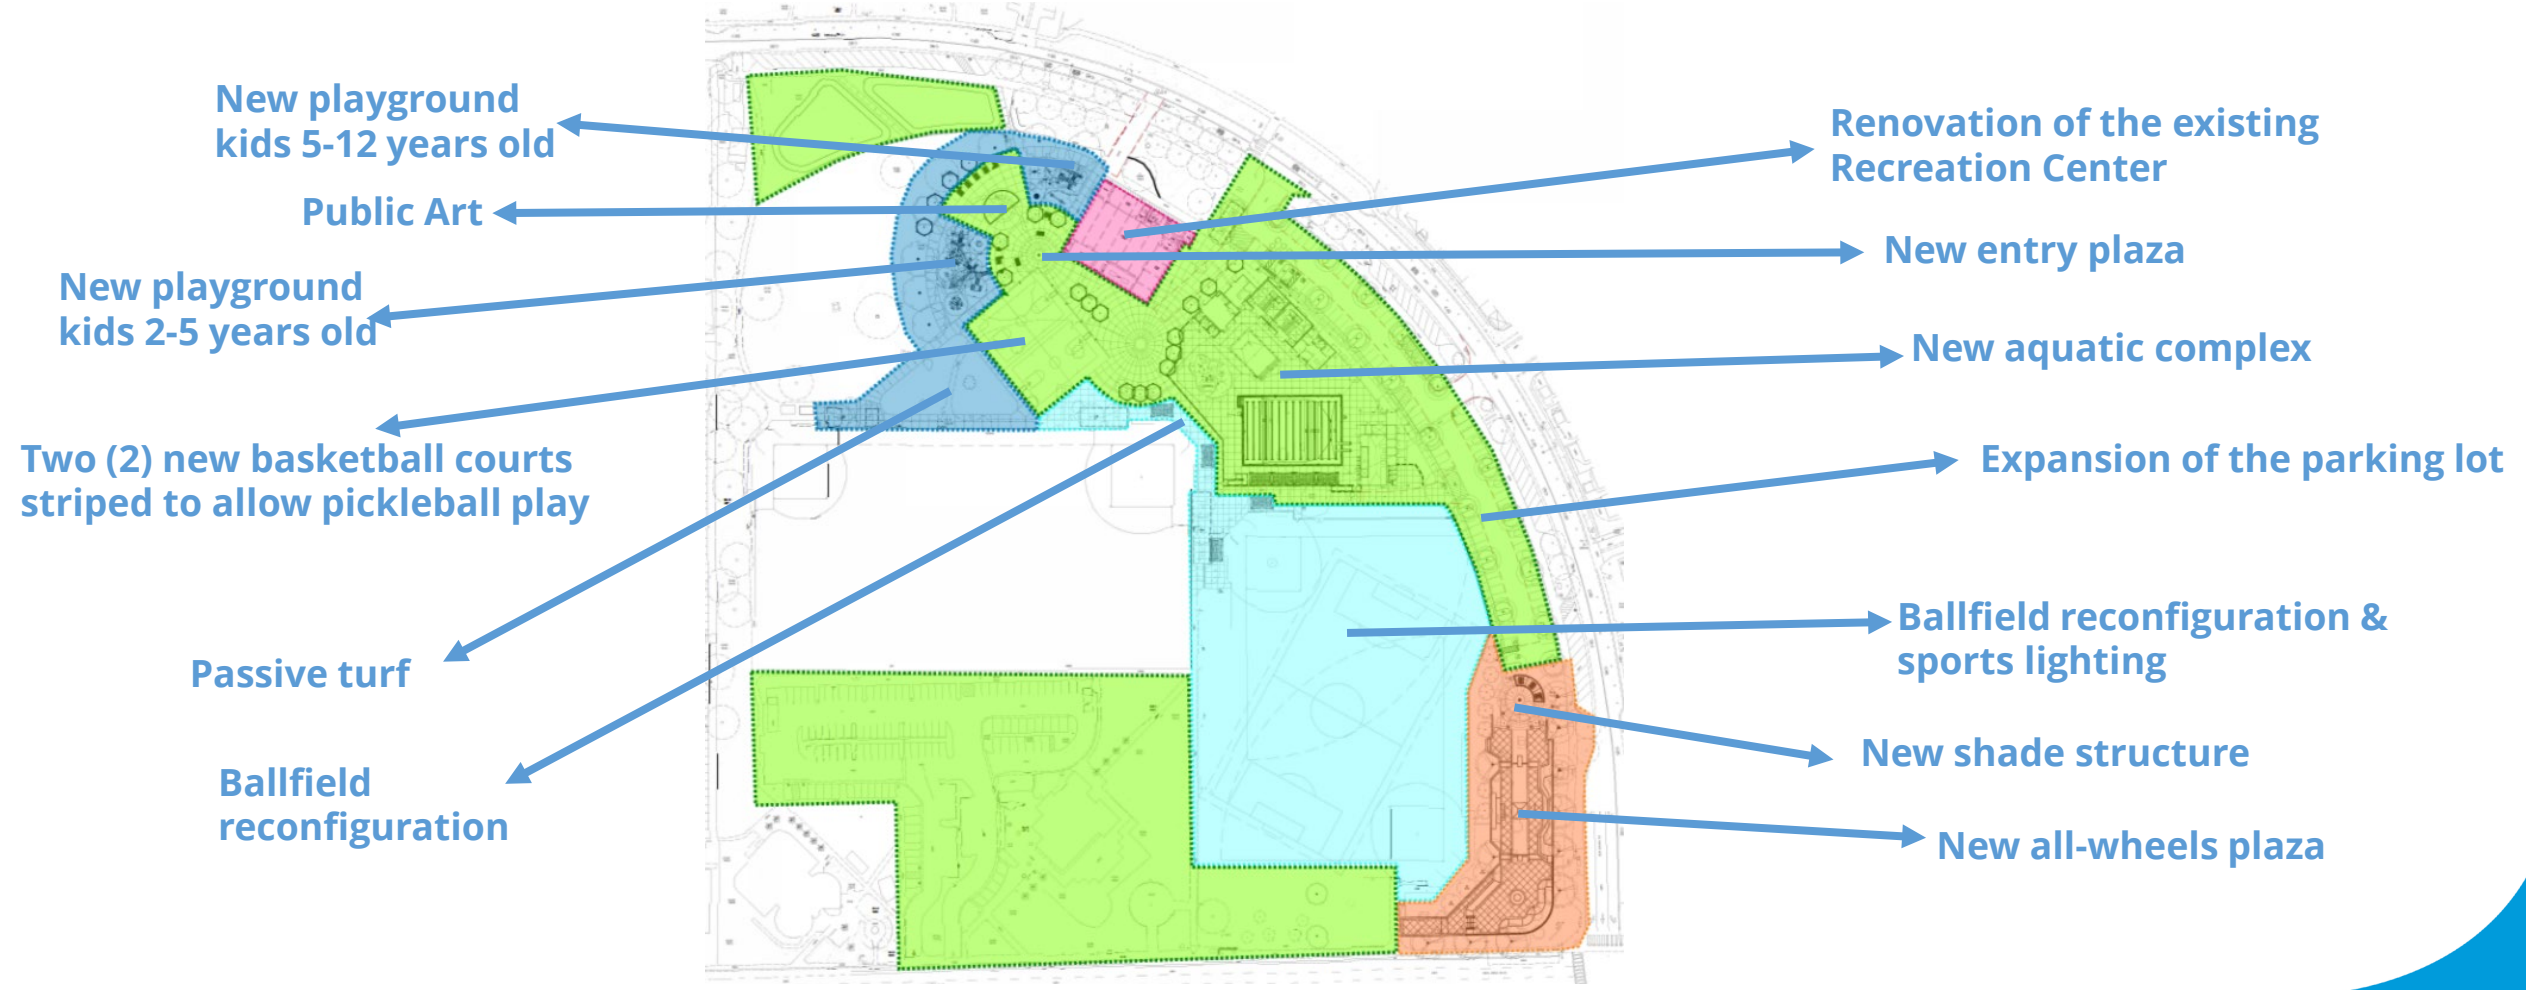 New playground
kids 5-12 years old
Public Art
New playground
kids 2-5 years old
Two (2) new basketball courts
striped to allow pickleball play
Passive turf
Ballfield
reconfiguration
Renovation of the existing
Recreation Center
New entry plaza
New aquatic complex
Expansion of the parking lot
Ballfield reconfiguration &
sports lighting
New shade structure
New all-wheels plaza